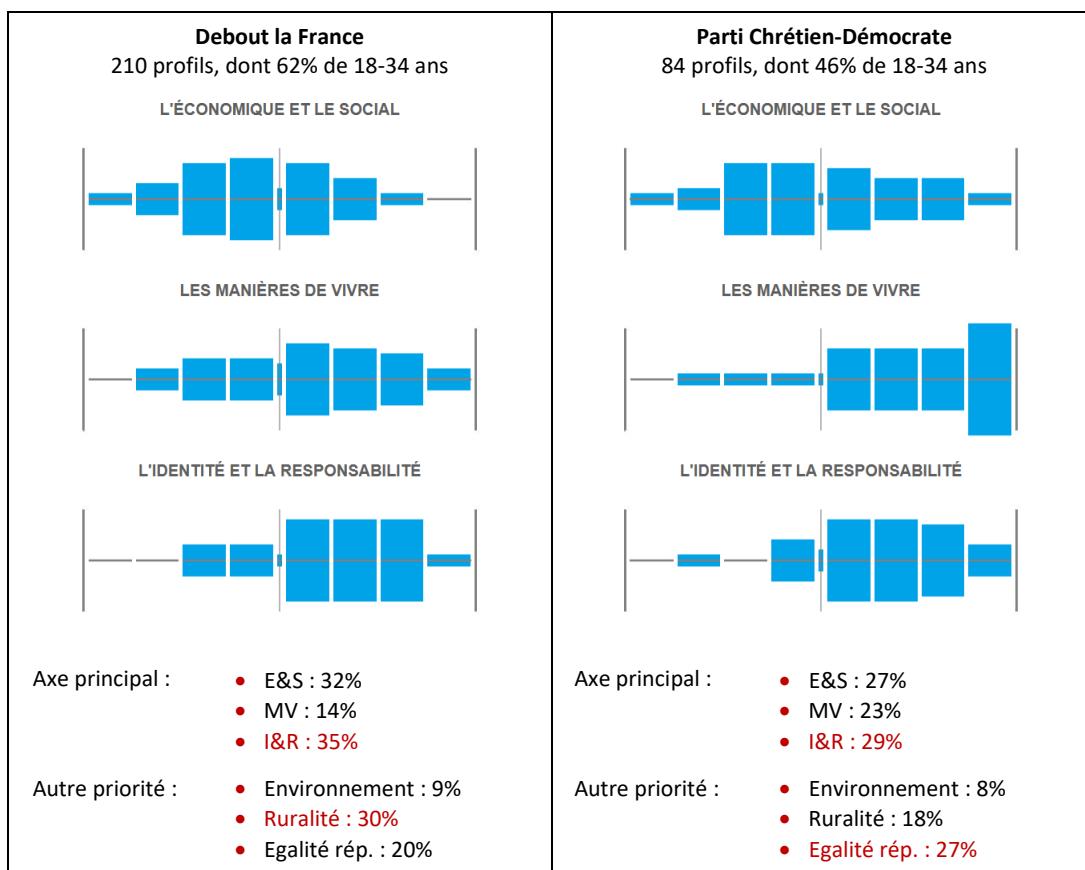 Debout la France
210 profils, dont 62% de 18-34 ans
L'ÉCONOMIQUE ET LE SOCIAL
LES MANIÈRES DE VIVRE
L'IDENTITÉ ET LA RESPONSABILITÉ
Axe principal :
• E&S : 32%
• MV : 14%
• I&R : 35%
Autre priorité :
• Environnement : 9%
• Ruralité : 30%
• Egalité rép. : 20%
Parti Chrétien-Démocrate
84 profils, dont 46% de 18-34 ans
L'ÉCONOMIQUE ET LE SOCIAL
LES MANIÈRES DE VIVRE
L'IDENTITÉ ET LA RESPONSABILITÉ
Axe principal :
• E&S : 27%
• MV : 23%
• I&R : 29%
Autre priorité :
• Environnement : 8%
• Ruralité : 18%
• Egalité rép. : 27%